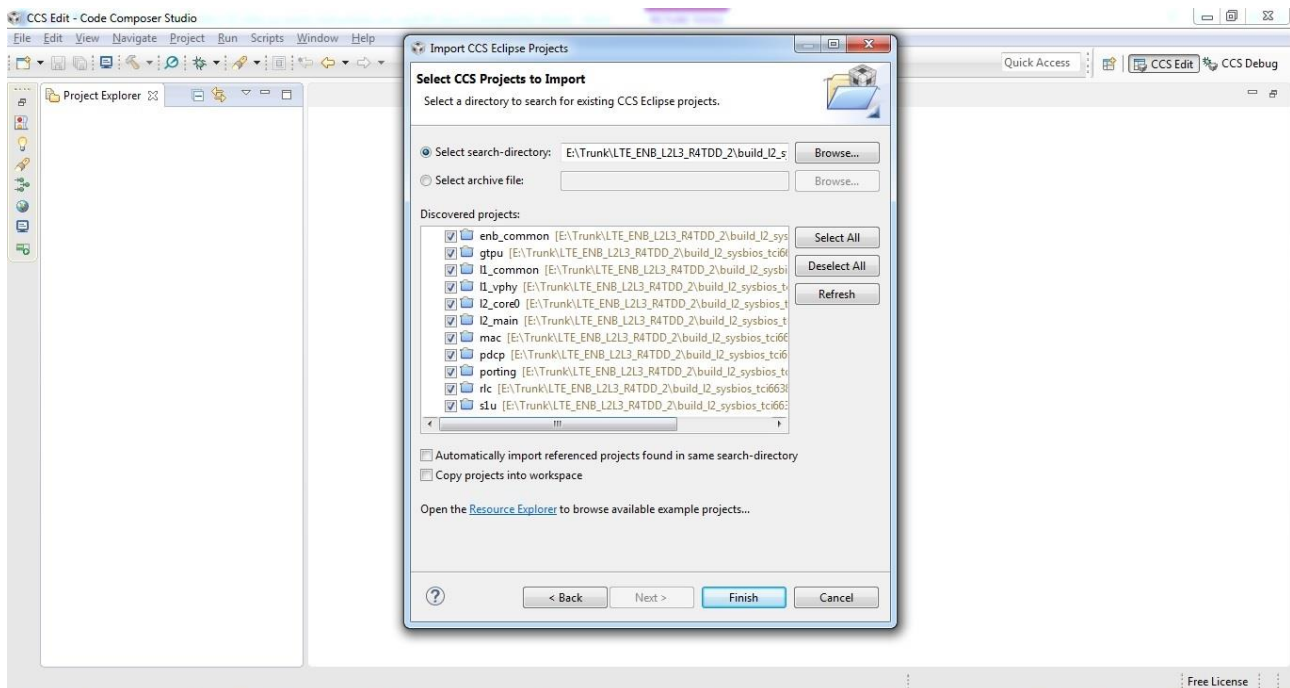 CCS Edit - Code Composer Studio
File Edit View Navigate Project Run Scripts Window Help
Quick Access
CCS Edit
CCS Debug
Project Explorer
Import CCS Eclipse Projects
Select CCS Projects to Import
Select a directory to search for existing CCS Eclipse projects.
Select search-directory: E:\Trunk\LTE_ENB_L2L3_R4TDD_2\build_l2_s Browse...
Select archive file: Browse...
Discovered projects:
enb_common [E:\Trunk\LTE_ENB_L2L3_R4TDD_2\build_l2_sys
gtpu [E:\Trunk\LTE_ENB_L2L3_R4TDD_2\build_l2_sysbios_tci6
l1_common [E:\Trunk\LTE_ENB_L2L3_R4TDD_2\build_l2_sysbi
l1_vphy [E:\Trunk\LTE_ENB_L2L3_R4TDD_2\build_l2_sysbios_t
l2_core0 [E:\Trunk\LTE_ENB_L2L3_R4TDD_2\build_l2_sysbios_t
l2_main [E:\Trunk\LTE_ENB_L2L3_R4TDD_2\build_l2_sysbios_t
mac [E:\Trunk\LTE_ENB_L2L3_R4TDD_2\build_l2_sysbios_tci66
pdcp [E:\Trunk\LTE_ENB_L2L3_R4TDD_2\build_l2_sysbios_tci6
porting [E:\Trunk\LTE_ENB_L2L3_R4TDD_2\build_l2_sysbios_t
rlc [E:\Trunk\LTE_ENB_L2L3_R4TDD_2\build_l2_sysbios_tci663
s1u [E:\Trunk\LTE_ENB_L2L3_R4TDD_2\build_l2_sysbios_tci66
Select All
Deselect All
Refresh
Automatically import referenced projects found in same search-directory
Copy projects into workspace
Open the Resource Explorer to browse available example projects...
? < Back Next > Finish Cancel
Free License